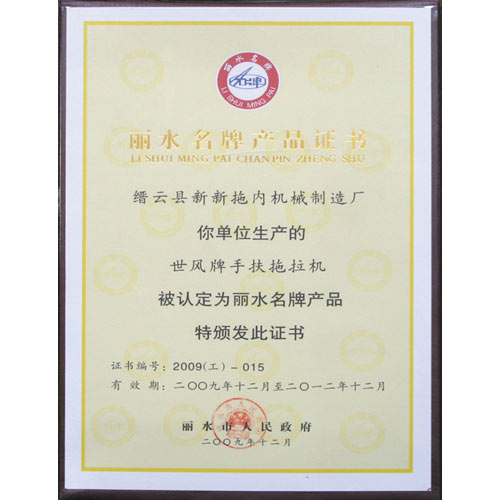 丽水名牌
LI SHUI MING PAI
丽水名牌产品证书
LI SHUI MING PAI CHAN PIN ZHENG SHU
缙云县新新拖内机械制造厂
你单位生产的
世风牌手扶拖拉机
被认定为丽水名牌产品
特颁发此证书
证书编号：2009(工)-015
有效期：二〇〇九年十二月至二〇一二年十二月
丽水市人民政府
二〇〇九年十二月